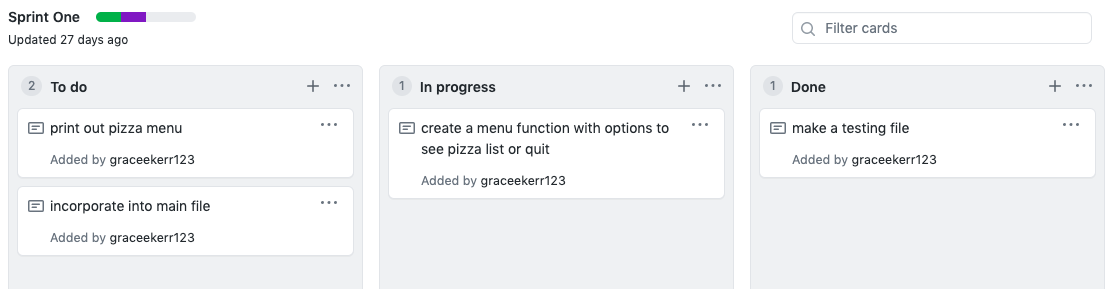 Sprint One
Updated 27 days ago
Filter cards
2 To do
print out pizza menu
Added by graceekerr123
incorporate into main file
Added by graceekerr123
1 In progress
create a menu function with options to
see pizza list or quit
Added by graceekerr123
1 Done
make a testing file
Added by graceekerr123